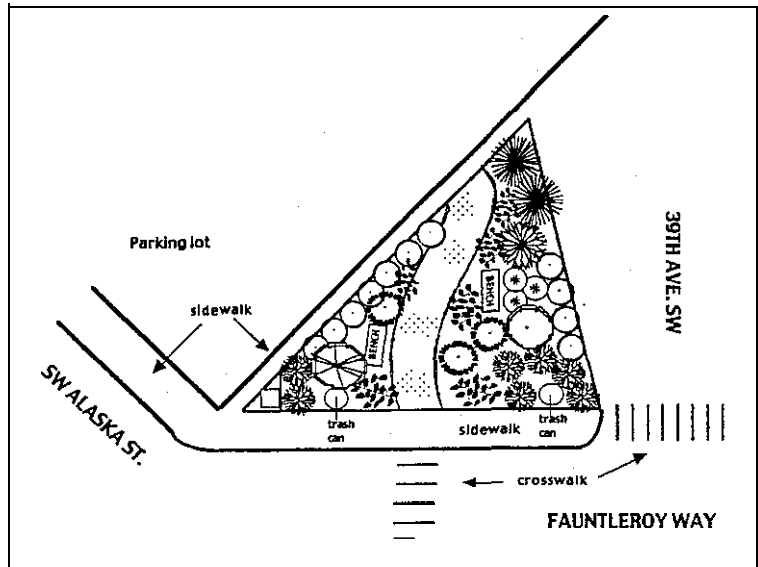 Parking lot
sidewalk
SW ALASKA ST.
BENCH
BENCH
39TH AVE. SW
trash
can
sidewalk
trash
can
crosswalk
FAUNTLEROY WAY